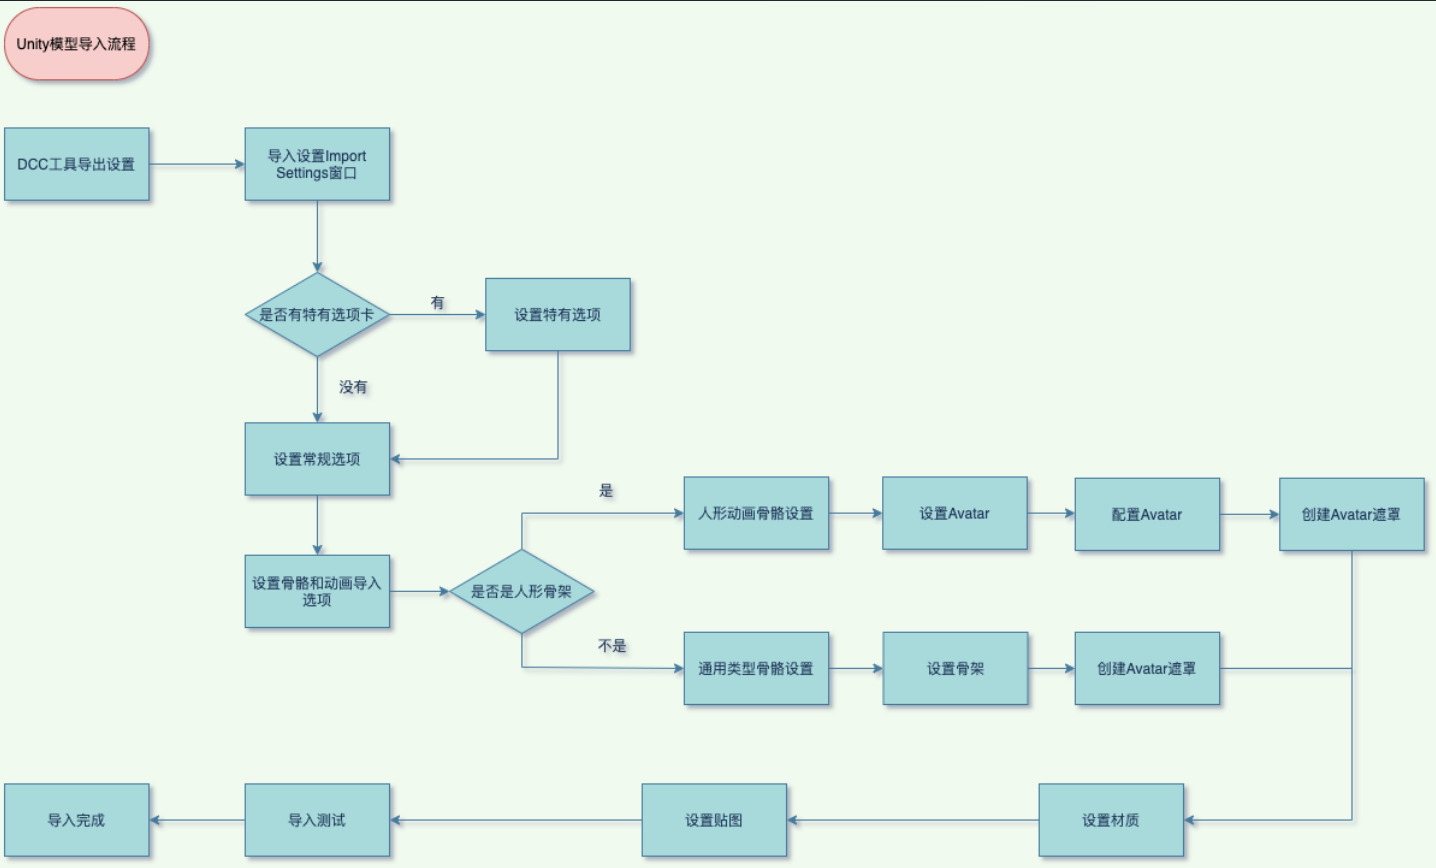 Unity模型导入流程
DCC工具导出设置
导入设置Import
Settings窗口
是否有特有选项卡
有
设置特有选项
没有
设置常规选项
设置骨骼和动画导入
选项
是否是人形骨架
是
人形动画骨骼设置
设置Avatar
配置Avatar
创建Avatar遮罩
不是
通用类型骨骼设置
设置骨架
创建Avatar遮罩
设置材质
设置贴图
导入测试
导入完成